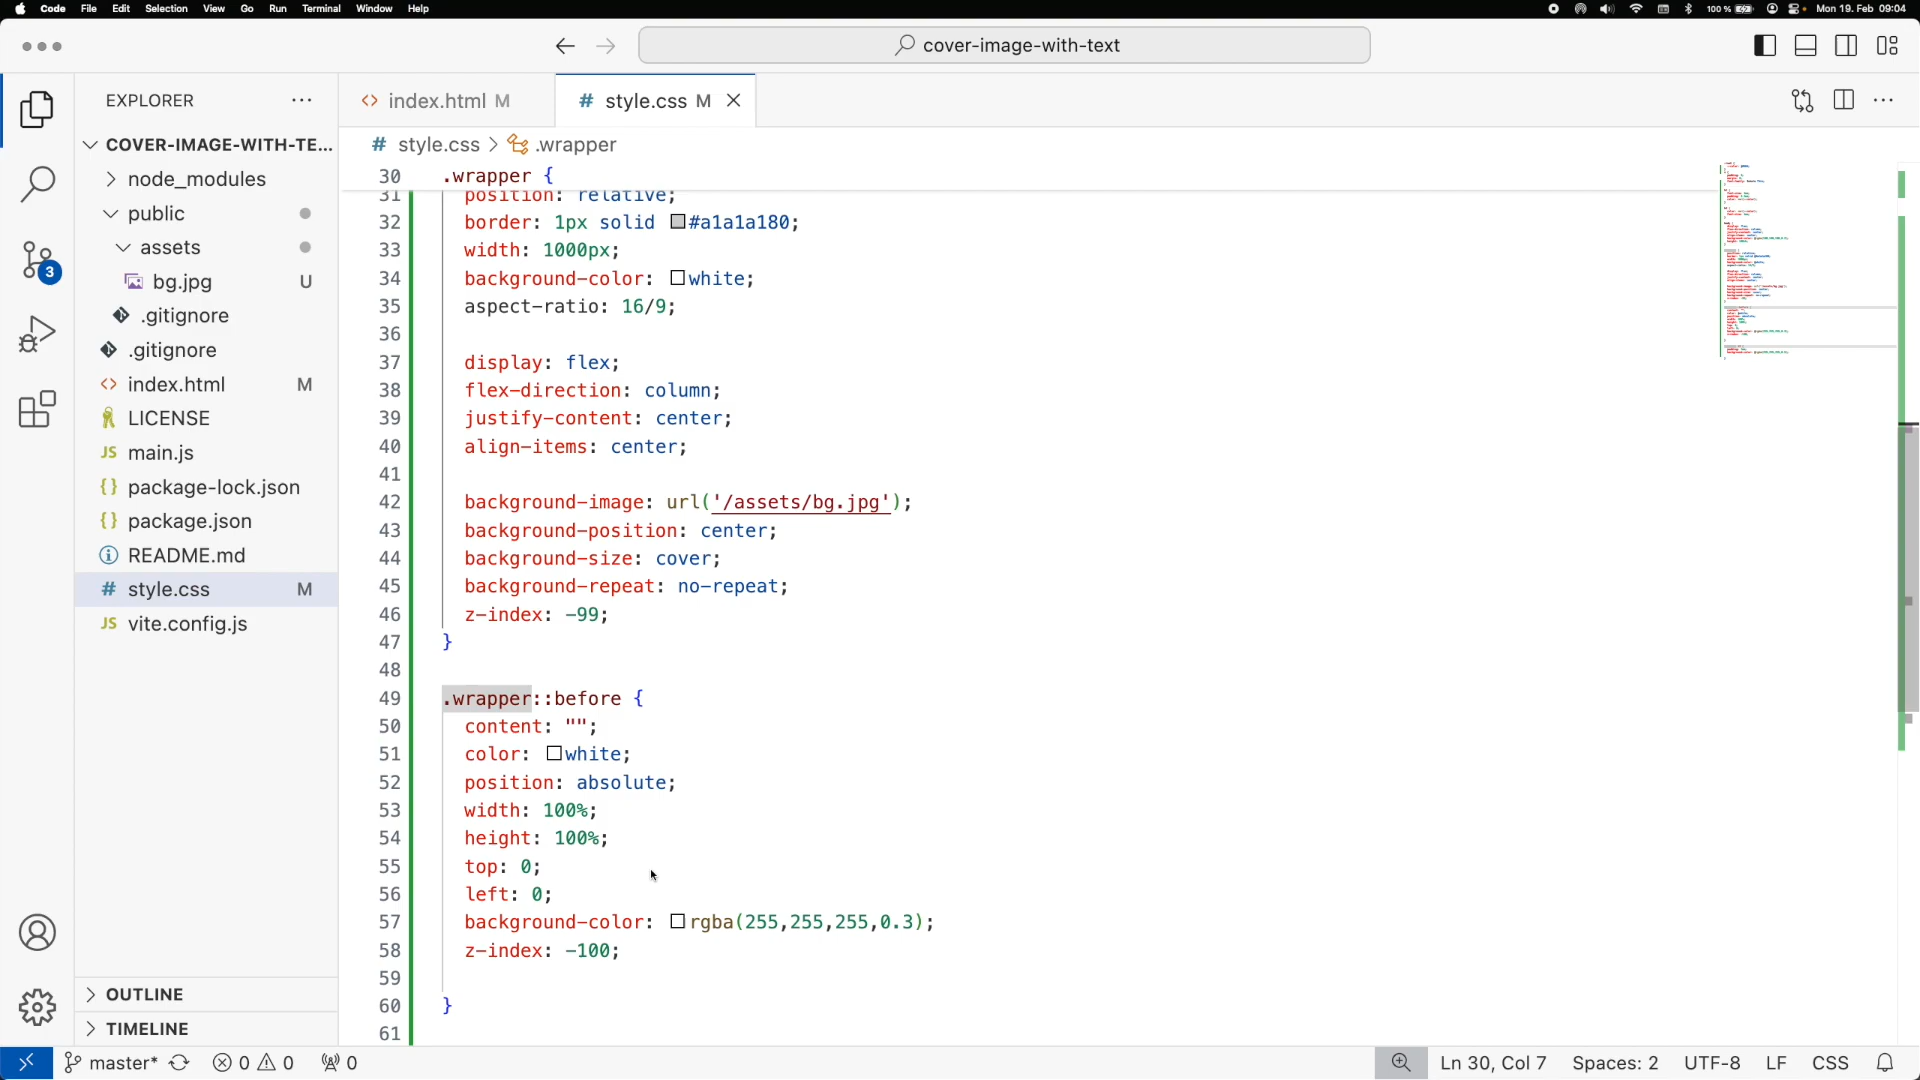 Code File Edit Selection View Go Run Terminal Window Help 100 % Mon 19. Feb 09:04
cover-image-with-text
EXPLORER
COVER-IMAGE-WITH-TE...
node_modules
public
assets
bg.jpg U
.gitignore
.gitignore
index.html M
LICENSE
JS main.js
{} package-lock.json
{} package.json
README.md
# style.css M
JS vite.config.js
OUTLINE
TIMELINE
3
<> index.html M # style.css M
# style.css > .wrapper
30 .wrapper {
31 position: relative;
32 border: 1px solid #a1a1a180;
33 width: 1000px;
34 background-color: white;
35 aspect-ratio: 16/9;
36
37 display: flex;
38 flex-direction: column;
39 justify-content: center;
40 align-items: center;
41
42 background-image: url('/assets/bg.jpg');
43 background-position: center;
44 background-size: cover;
45 background-repeat: no-repeat;
46 z-index: -99;
47 }
48
49 .wrapper::before {
50 content: "";
51 color: white;
52 position: absolute;
53 width: 100%;
54 height: 100%;
55 top: 0;
56 left: 0;
57 background-color: rgba(255,255,255,0.3);
58 z-index: -100;
59
60 }
61
master* 0 0 0 Ln 30, Col 7 Spaces: 2 UTF-8 LF CSS